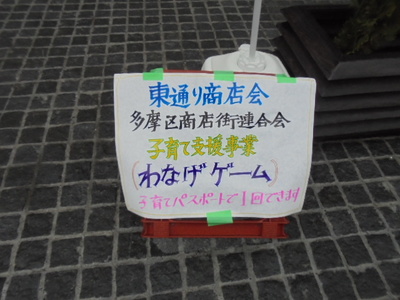 東通り商店会
多摩区商店街連合会
子育て支援事業
(わなげゲーム)
子育てパスポートで1回できます